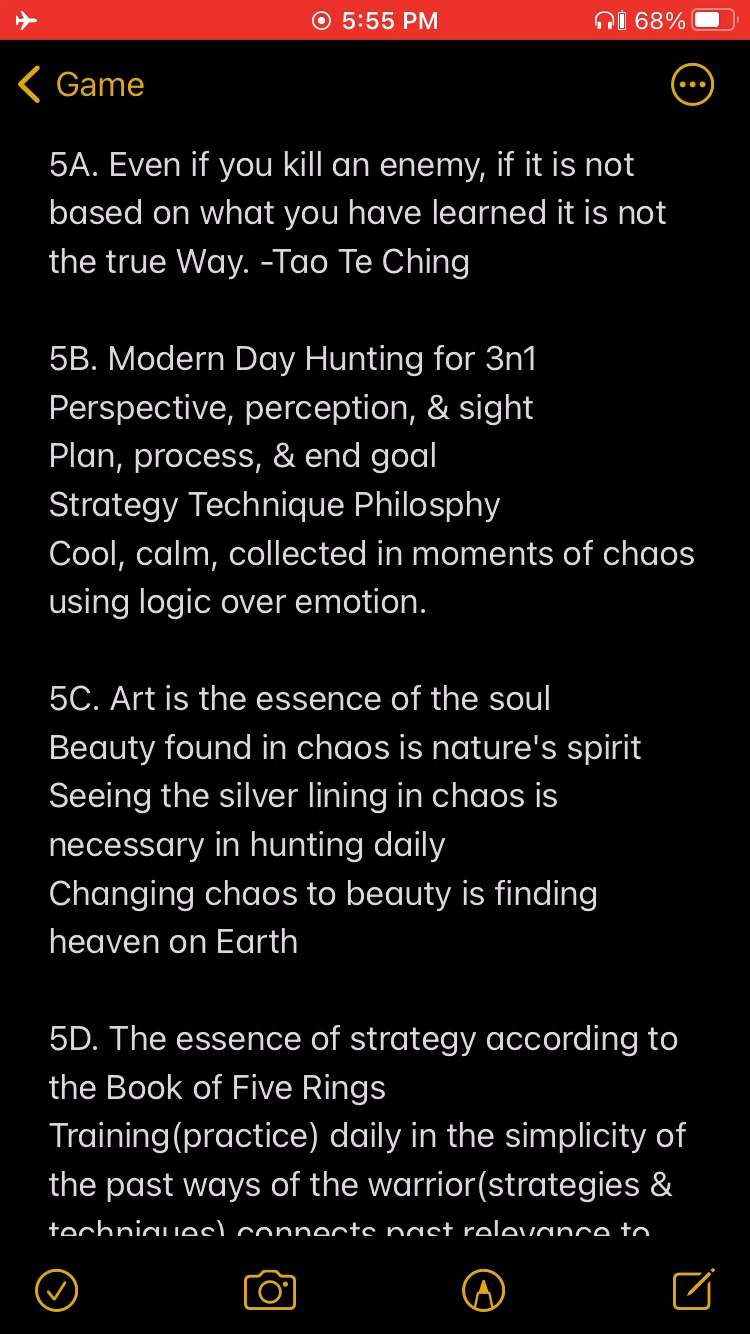 5:55 PM
68%
Game
5A. Even if you kill an enemy, if it is not
based on what you have learned it is not
the true Way. -Tao Te Ching
5B. Modern Day Hunting for 3n1
Perspective, perception, & sight
Plan, process, & end goal
Strategy Technique Philosphy
Cool, calm, collected in moments of chaos
using logic over emotion.
5C. Art is the essence of the soul
Beauty found in chaos is nature's spirit
Seeing the silver lining in chaos is
necessary in hunting daily
Changing chaos to beauty is finding
heaven on Earth
5D. The essence of strategy according to
the Book of Five Rings
Training(practice) daily in the simplicity of
the past ways of the warrior(strategies &
techniques) connects past relevance to